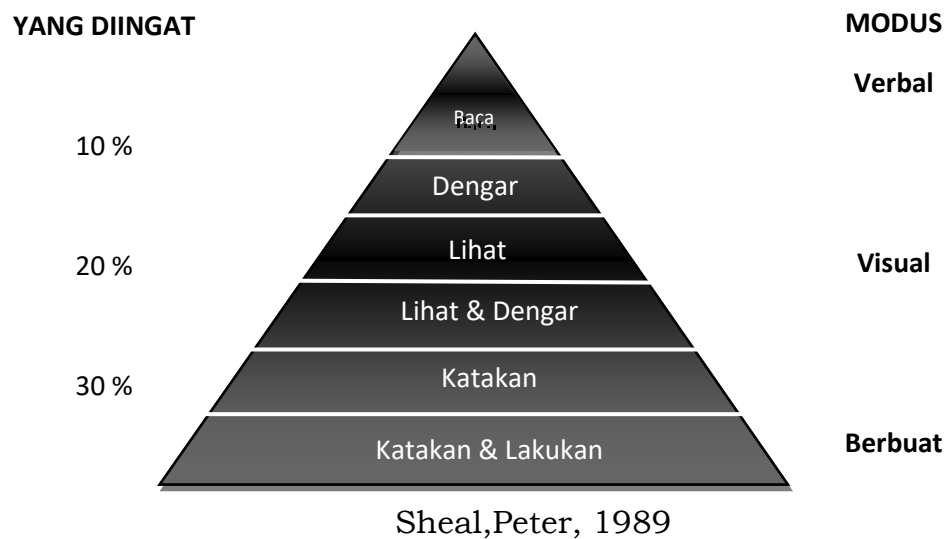 YANG DIINGAT
MODUS
Verbal
Baca
10 %
Dengar
Lihat
20 %
Visual
Lihat & Dengar
Katakan
30 %
Katakan & Lakukan
Berbuat
Sheal,Peter, 1989